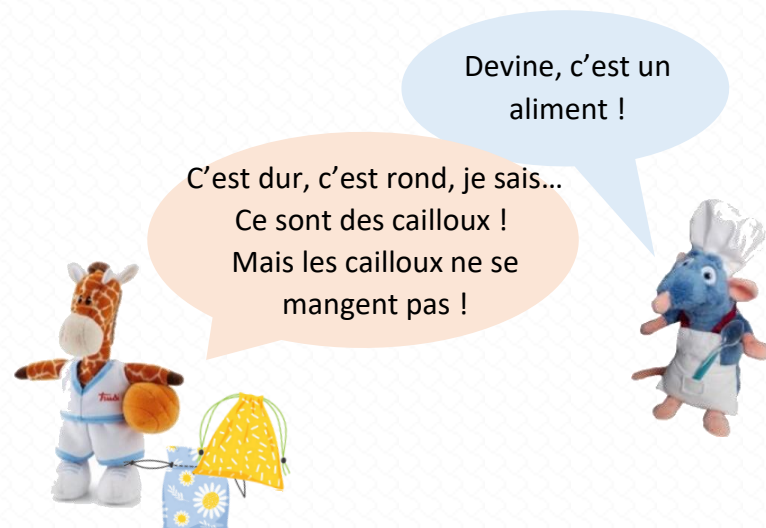 Devine, c’est un
aliment !
C’est dur, c’est rond, je sais…
Ce sont des cailloux !
Mais les cailloux ne se
mangent pas !
Trudi